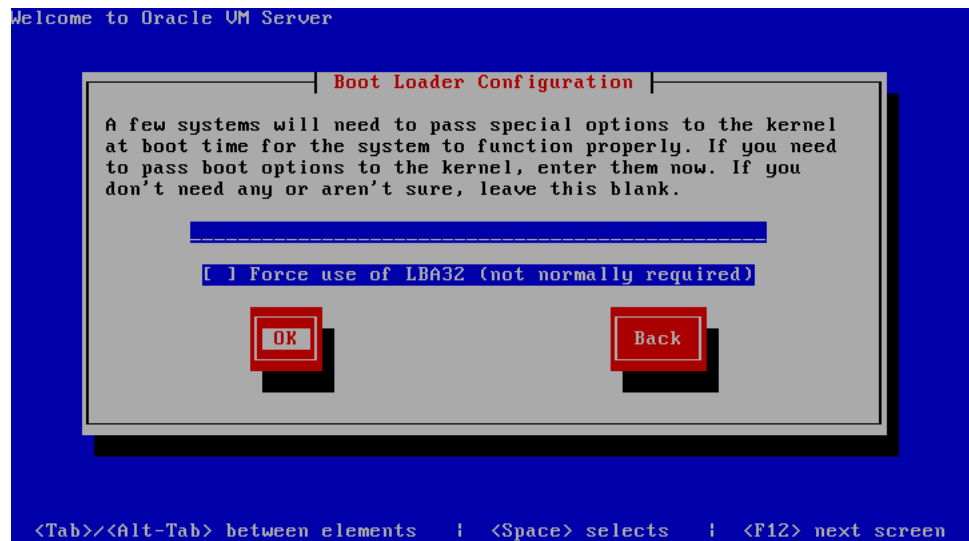 Welcome to Oracle VM Server
Boot Loader Configuration
A few systems will need to pass special options to the kernel
at boot time for the system to function properly. If you need
to pass boot options to the kernel, enter them now. If you
don't need any or aren't sure, leave this blank.
[ ] Force use of LBA32 (not normally required)
OK Back
<Tab>/<Alt-Tab> between elements | <Space> selects | <F12> next screen